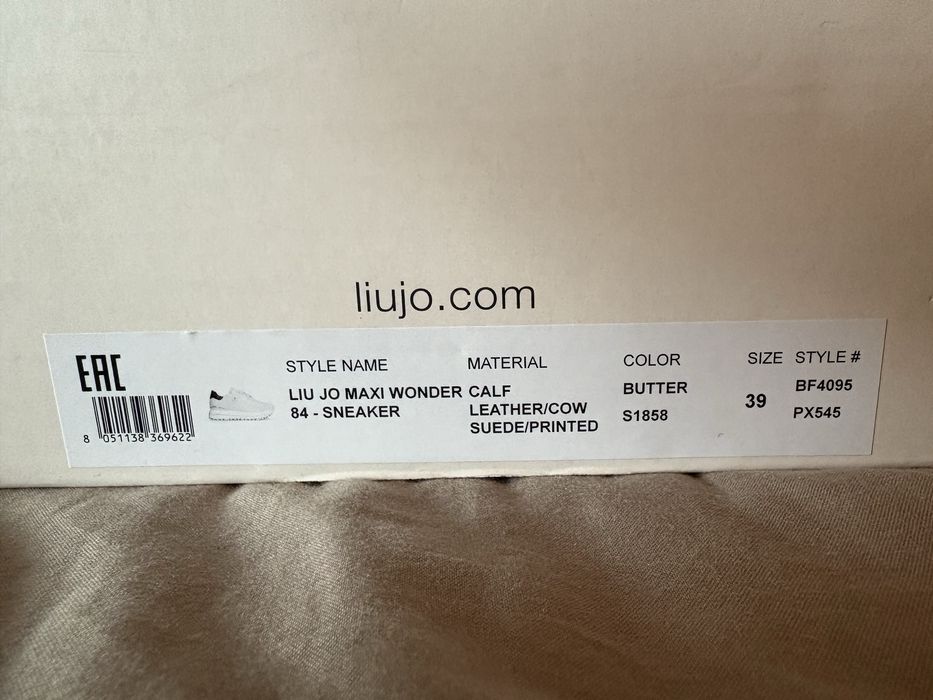 liujo.com
EAC
STYLE NAME MATERIAL COLOR SIZE STYLE #
LIU JO MAXI WONDER CALF BUTTER 39 BF4095
84 - SNEAKER LEATHER/COW S1858 PX545
SUEDE/PRINTED
8 051138 369622